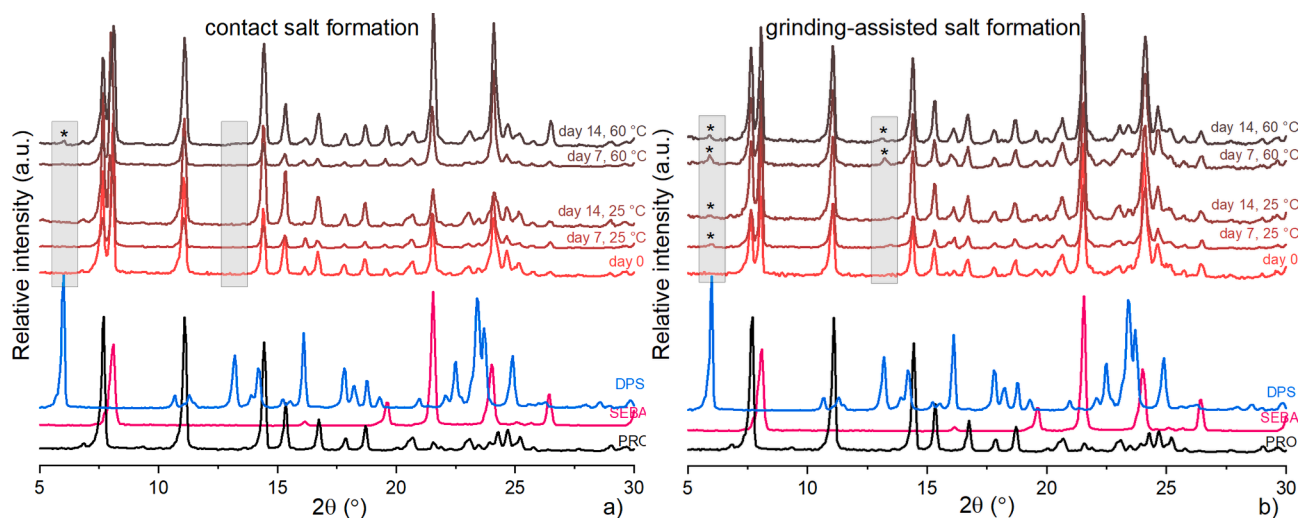 contact salt formation
Relative intensity (a.u.)
*
day 14, 60 °C
day 7, 60 °C
day 14, 25 °C
day 7, 25 °C
day 0
DPS
SEBA
PRO
5 10 15 20 25 30
2θ (°)
a)
grinding-assisted salt formation
Relative intensity (a.u.)
* *
day 14, 60 °C
* *
day 7, 60 °C
*
day 14, 25 °C
*
day 7, 25 °C
day 0
DPS
SEBA
PRO
5 10 15 20 25 30
2θ (°)
b)